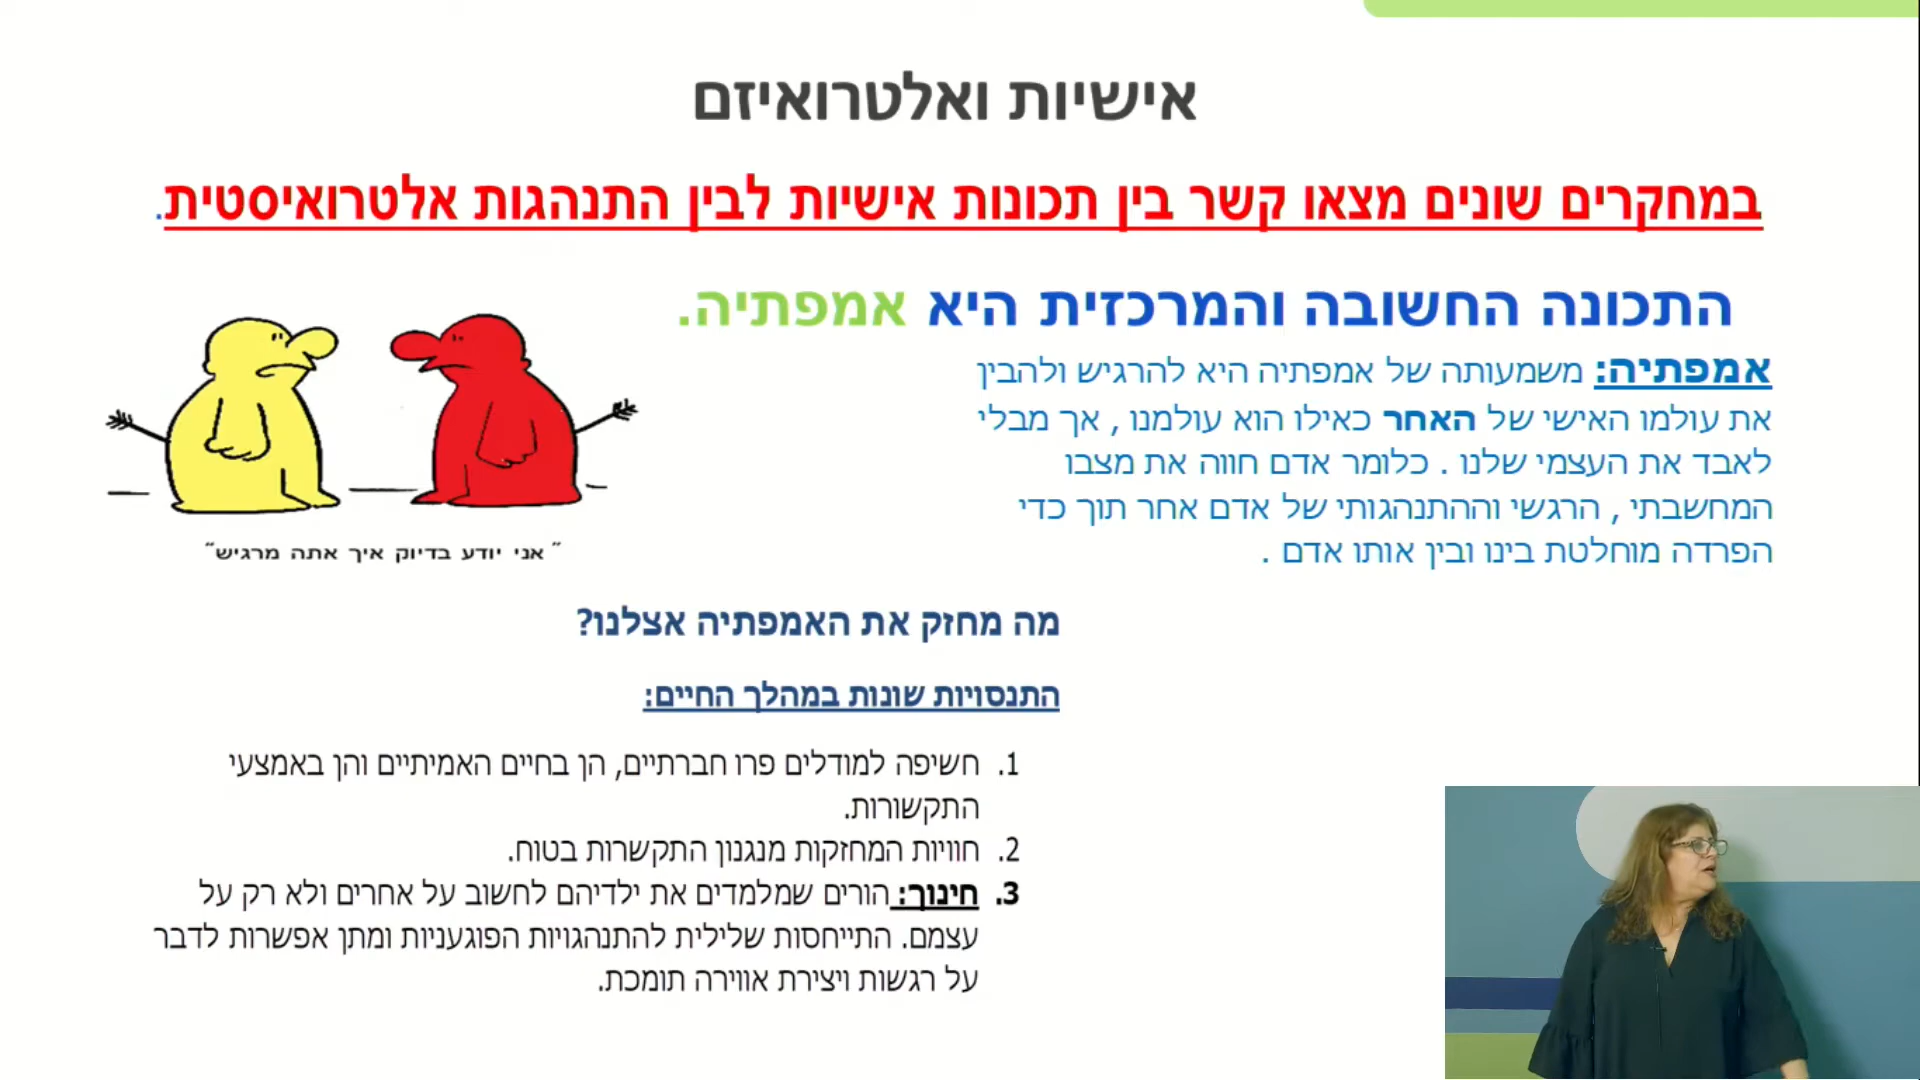 אישיות ואלטרואיזם
במחקרים שונים מצאו קשר בין תכונות אישיות לבין התנהגות אלטרואיסטית.
התכונה החשובה והמרכזית היא אמפתיה.
אמפתיה: משמעותה של אמפתיה היא להרגיש ולהבין
את עולמו האישי של האחר כאילו הוא עולמנו , אך מבלי
לאבד את העצמי שלנו . כלומר אדם חווה את מצבו
המחשבתי , הרגשי וההתנהגותי של אדם אחר תוך כדי
הפרדה מוחלטת בינו ובין אותו אדם .
"אני יודע בדיוק איך אתה מרגיש"
מה מחזק את האמפתיה אצלנו?
התנסויות שונות במהלך החיים:
1. חשיפה למודלים פרו חברתיים, הן בחיים האמיתיים והן באמצעי
התקשורות.
2. חוויות המחזקות מנגנון התקשרות בטוח.
3. חינוך: הורים שמלמדים את ילדיהם לחשוב על אחרים ולא רק על
עצמם. התייחסות שלילית להתנהגויות הפוגעניות ומתן אפשרות לדבר
על רגשות ויצירת אווירה תומכת.